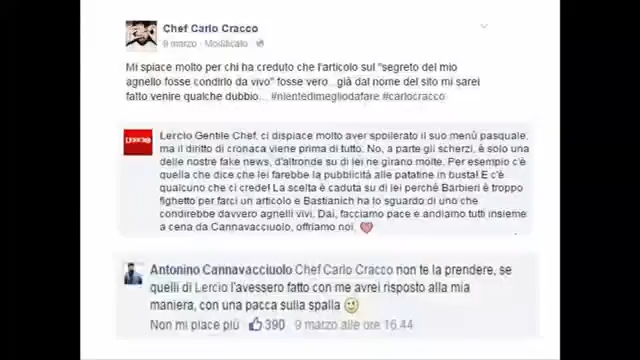 Chef Carlo Cracco
9 marzo · Modificato ·
Mi spiace molto per chi ha creduto che l'articolo sul "segreto del mio
agnello fosse condirlo da vivo" fosse vero...già dal nome del sito mi sarei
fatto venire qualche dubbio... #nientedimegliodafare #carlocracco
LERCIO
Lercio Gentile Chef, ci dispiace molto aver spoilerato il suo menù pasquale,
ma il diritto di cronaca viene prima di tutto. No, a parte gli scherzi, è solo una
delle nostre fake news, d'altronde su di lei ne girano molte. Per esempio c'è
quella che dice che lei farebbe la pubblicità alle patatine in busta! E c'è
qualcuno che ci crede! La scelta è caduta su di lei perchè Barbieri è troppo
fighetto per farci un articolo e Bastianich ha lo sguardo di uno che
condirebbe davvero agnelli vivi. Dai, facciamo pace e andiamo tutti insieme
a cena da Cannavacciuolo, offriamo noi.
Antonino Cannavacciuolo Chef Carlo Cracco non te la prendere, se
quelli di Lercio l'avessero fatto con me avrei risposto alla mia
maniera, con una pacca sulla spalla
Non mi piace più 390 9 marzo alle ore 16.44